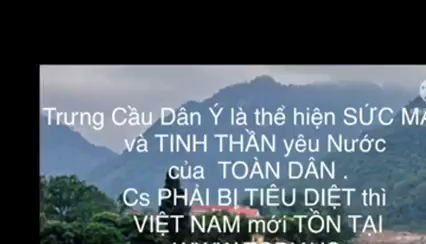 Trưng Cầu Dân Ý là thể hiện SỨC
và TINH THẦN yêu Nước
của TOÀN DÂN .
Cs PHẢI BỊ TIÊU DIỆT thì
VIỆT NAM mới TỒN TẠI